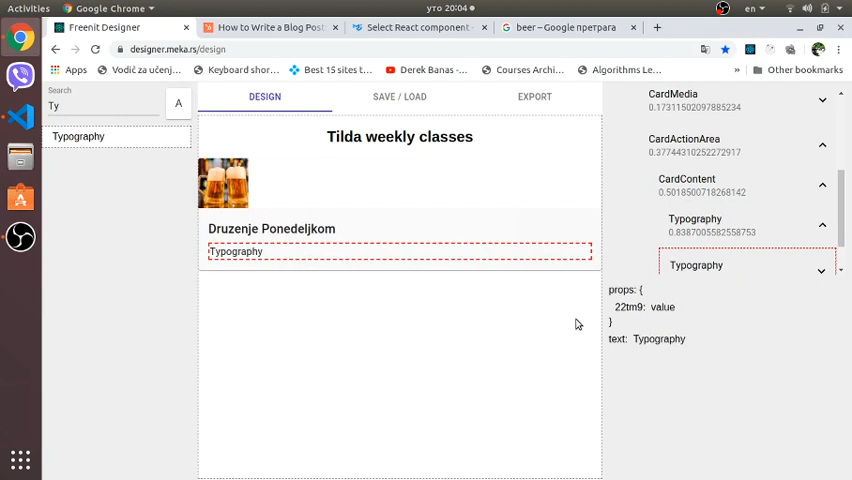 Activities
Google Chrome
уто 20:04
en
Freenit Designer
How to Write a Blog Post
Select React component
beer – Google претрага
designer.meka.rs/design
Apps
Vodič za učenj...
Keyboard shor...
Best 15 sites t...
Derek Banas –...
Courses Archi...
Algorithms Le...
»
Other bookmarks
Search
Ty
A
Typography
DESIGN
SAVE / LOAD
EXPORT
Tilda weekly classes
Druzenje Ponedeljkom
Typography
CardMedia
0.17311502097885234
CardActionArea
0.37744310252272917
CardContent
0.5018500718268142
Typography
0.8387005582558753
Typography
props: {
22tm9: value
}
text: Typography